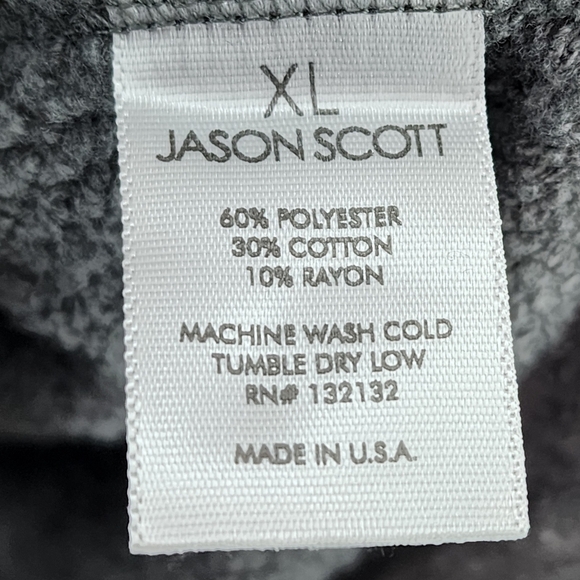 XL
JASON SCOTT
60% POLYESTER
30% COTTON
10% RAYON
MACHINE WASH COLD
TUMBLE DRY LOW
RN# 132132
MADE IN U.S.A.